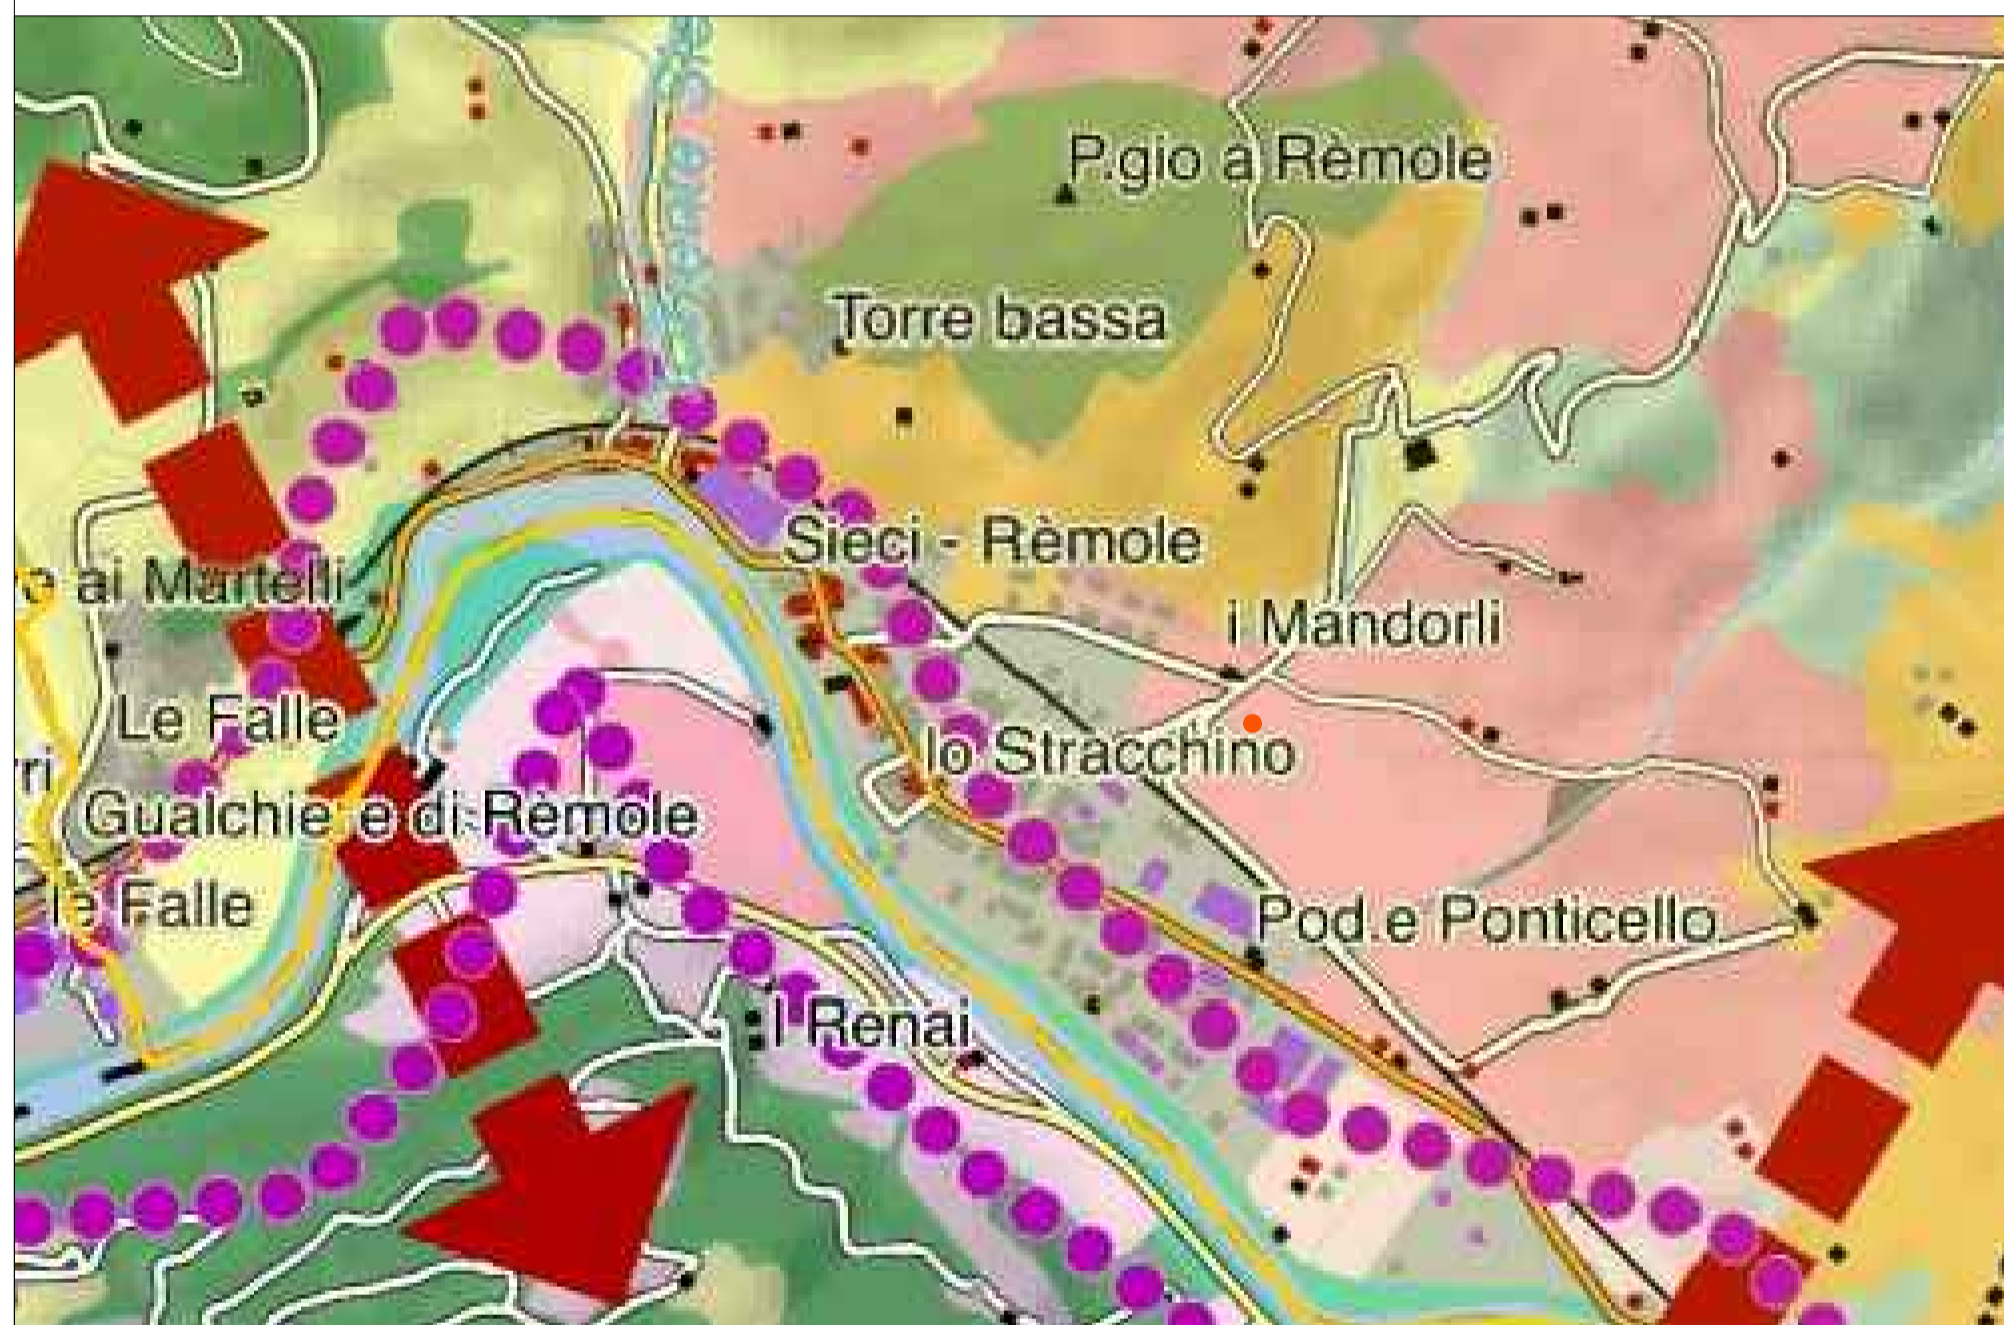 P.gio a Rèmole
Torre bassa
Sieci - Rèmole
ai Martelli
i Mandorli
Le Falle
lo Stracchino
Gualchie e di Rèmole
le Falle
Pod.e Ponticello
I Renai